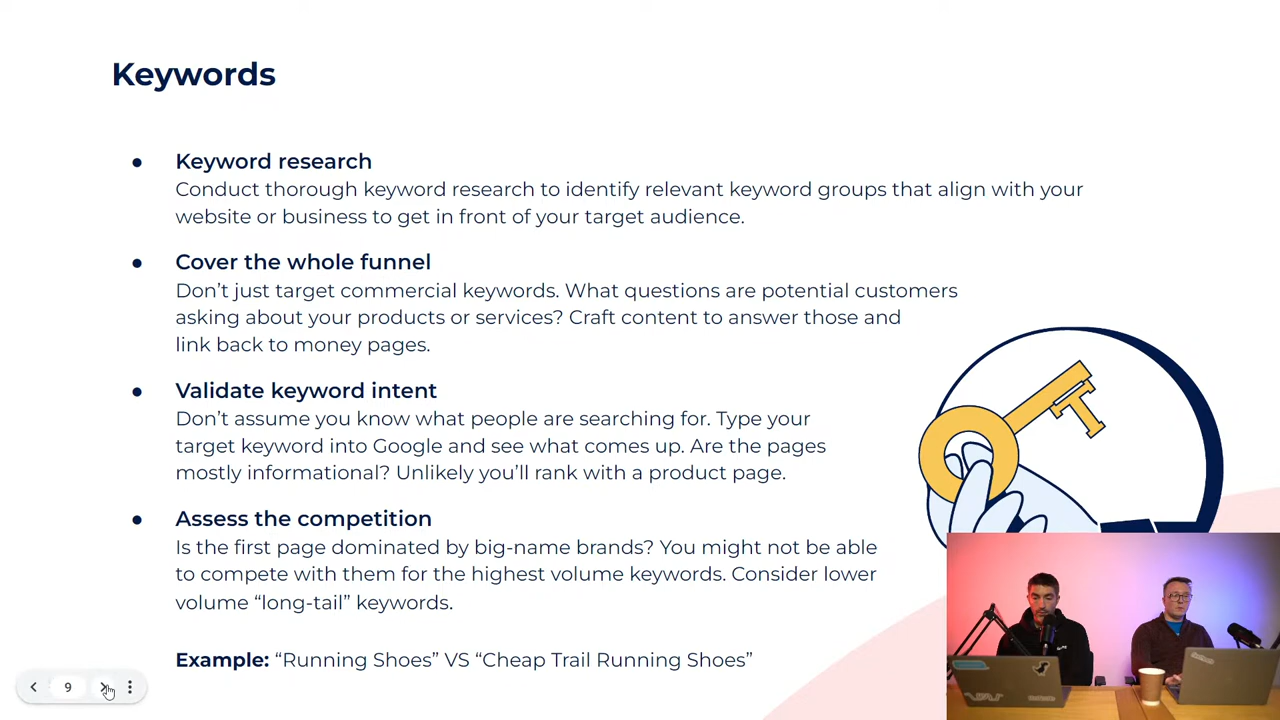 Keywords
● Keyword research
Conduct thorough keyword research to identify relevant keyword groups that align with your
website or business to get in front of your target audience.
● Cover the whole funnel
Don’t just target commercial keywords. What questions are potential customers
asking about your products or services? Craft content to answer those and
link back to money pages.
● Validate keyword intent
Don’t assume you know what people are searching for. Type your
target keyword into Google and see what comes up. Are the pages
mostly informational? Unlikely you’ll rank with a product page.
● Assess the competition
Is the first page dominated by big-name brands? You might not be able
to compete with them for the highest volume keywords. Consider lower
volume “long-tail” keywords.
Example: “Running Shoes” VS “Cheap Trail Running Shoes”
9